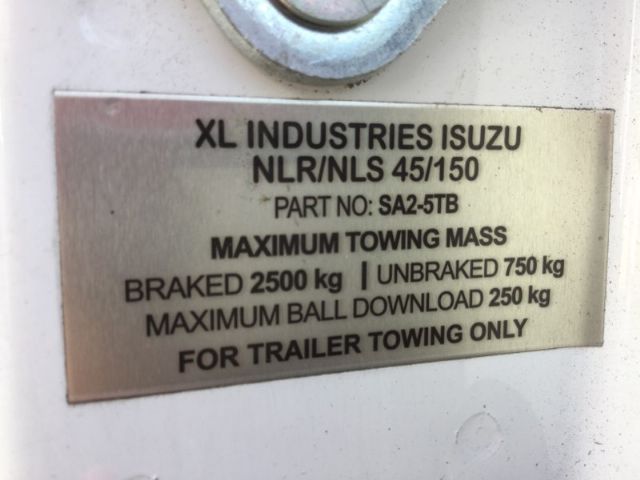 XL INDUSTRIES ISUZU
NLR/NLS 45/150
PART NO: SA2-5TB
MAXIMUM TOWING MASS
BRAKED 2500 kg | UNBRAKED 750 kg
MAXIMUM BALL DOWNLOAD 250 kg
FOR TRAILER TOWING ONLY